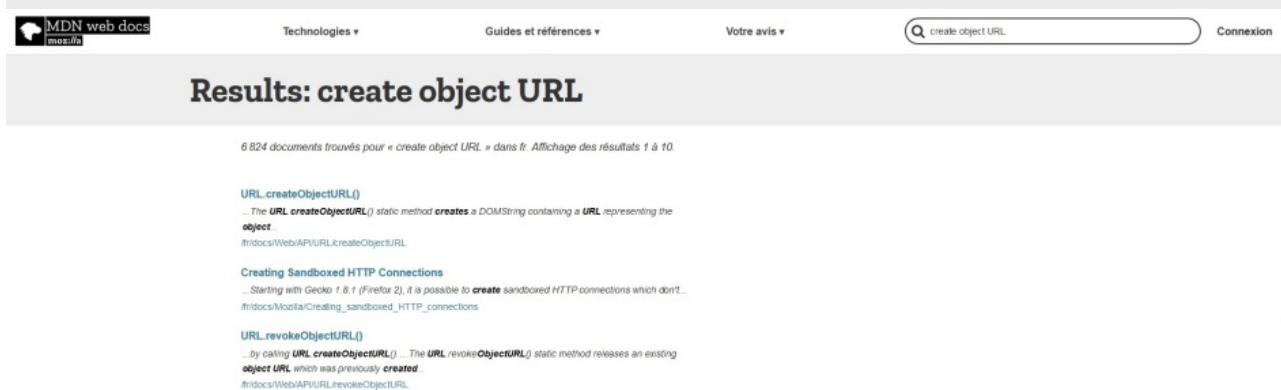 MDN web docs
mozilla
Technologies ▾
Guides et références ▾
Votre avis ▾
create object URL
Connexion
Results: create object URL
6 824 documents trouvés pour « create object URL » dans fr. Affichage des résultats 1 à 10.
URL.createObjectURL()
...The URL.createObjectURL() static method creates a DOMString containing a URL representing the
object...
/fr/docs/Web/API/URL/createObjectURL
Creating Sandboxed HTTP Connections
...Starting with Gecko 1.8.1 (Firefox 2), it is possible to create sandboxed HTTP connections which don't...
/fr/docs/Mozilla/Creating_sandboxed_HTTP_connections
URL.revokeObjectURL()
...by calling URL.createObjectURL() ....The URL.revokeObjectURL() static method releases an existing
object URL which was previously created...
/fr/docs/Web/API/URL/revokeObjectURL